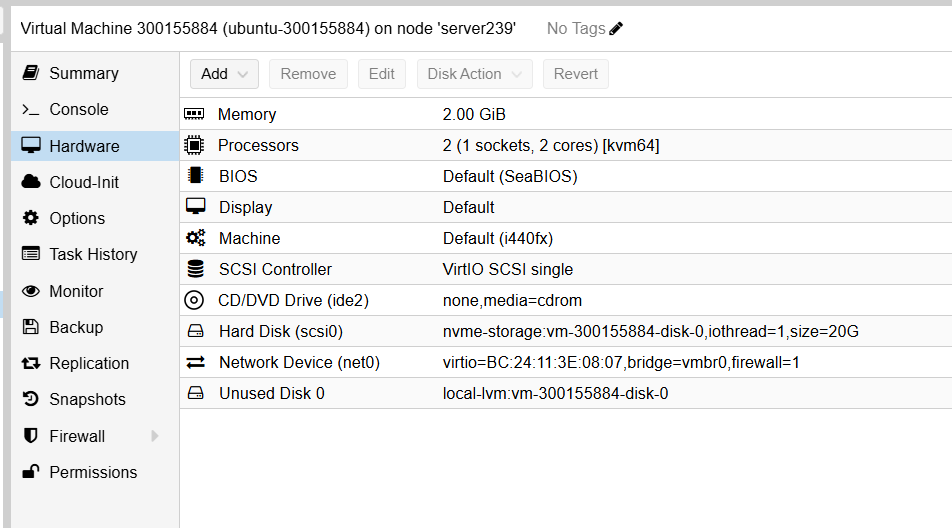 Virtual Machine 300155884 (ubuntu-300155884) on node 'server239' No Tags
Summary
Console
Hardware
Cloud-Init
Options
Task History
Monitor
Backup
Replication
Snapshots
Firewall
Permissions
Add Remove Edit Disk Action Revert
Memory 2.00 GiB
Processors 2 (1 sockets, 2 cores) [kvm64]
BIOS Default (SeaBIOS)
Display Default
Machine Default (i440fx)
SCSI Controller VirtIO SCSI single
CD/DVD Drive (ide2) none,media=cdrom
Hard Disk (scsi0) nvme-storage:vm-300155884-disk-0,iothread=1,size=20G
Network Device (net0) virtio=BC:24:11:3E:08:07,bridge=vmbr0,firewall=1
Unused Disk 0 local-lvm:vm-300155884-disk-0